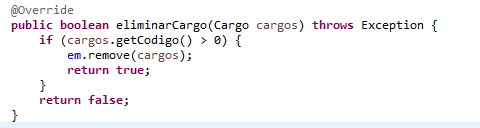 @Override
public boolean eliminarCargo(Cargo cargos) throws Exception {
    if (cargos.getCodigo() > 0) {
        em.remove(cargos);
        return true;
    }
    return false;
}